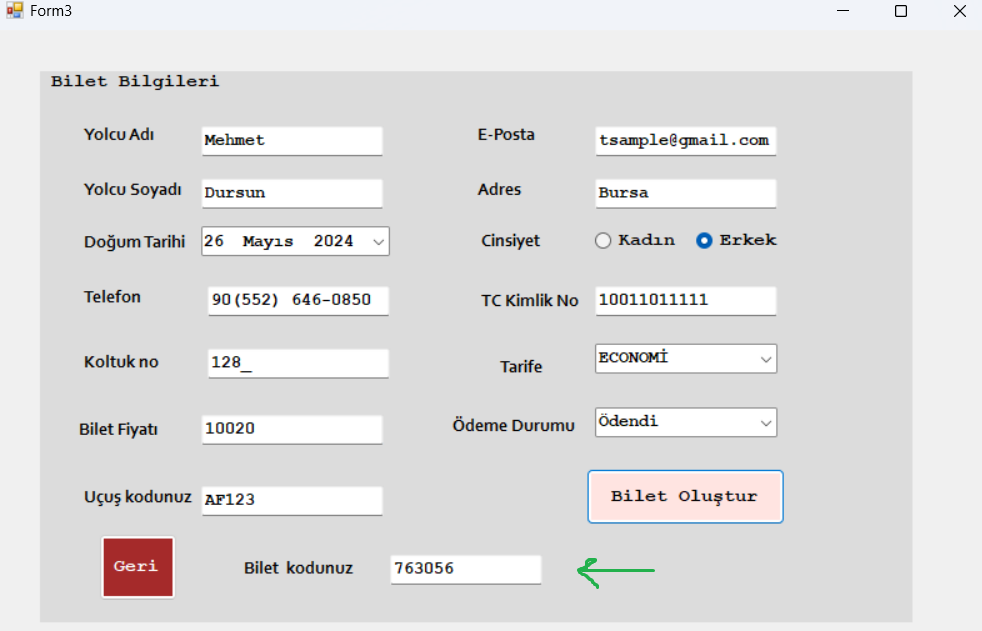 Form3
Bilet Bilgileri
Yolcu Adı Mehmet E-Posta tsample@gmail.com
Yolcu Soyadı Dursun Adres Bursa
Doğum Tarihi 26 Mayıs 2024 Cinsiyet Kadın Erkek
Telefon 90(552) 646-0850 TC Kimlik No 10011011111
Koltuk no 128_ Tarife ECONOMİ
Bilet Fiyatı 10020 Ödeme Durumu Ödendi
Uçuş kodunuz AF123 Bilet Oluştur
Geri Bilet kodunuz 763056